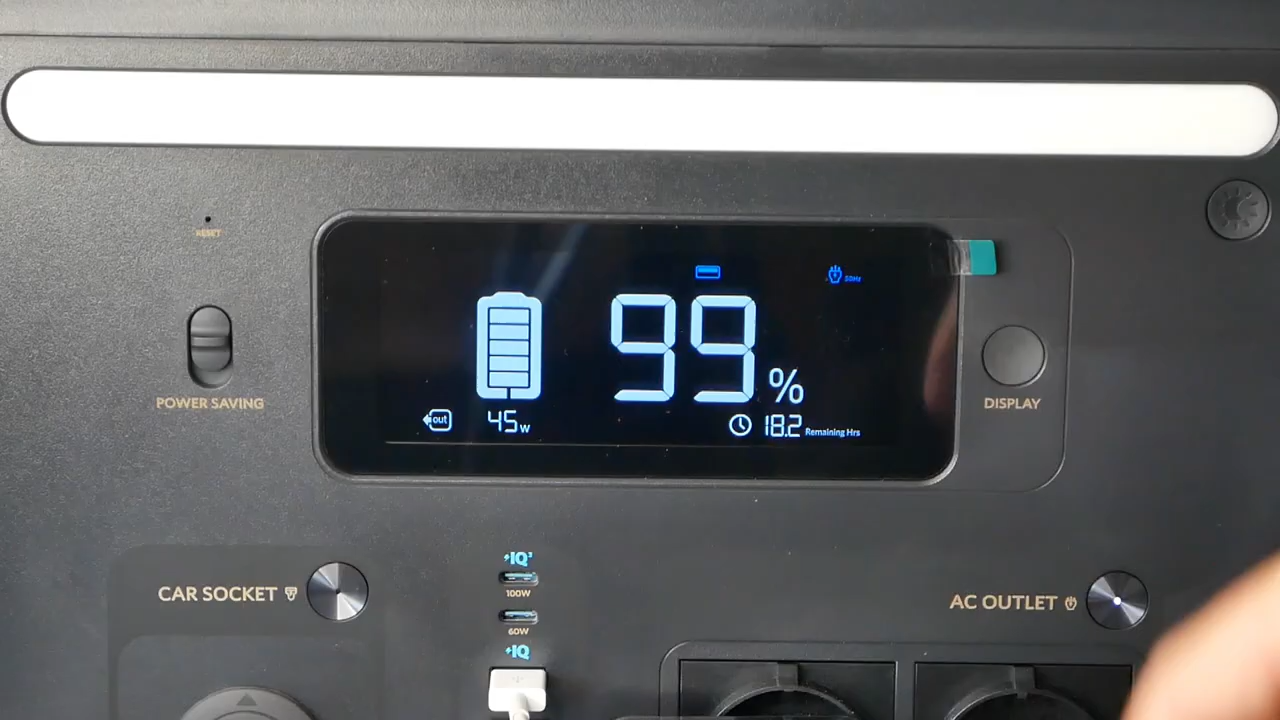 RESET
POWER SAVING
50Hz
99%
out 45w
18.2 Remaining Hrs
DISPLAY
CAR SOCKET
IQ³
100W
60W
IQ
AC OUTLET